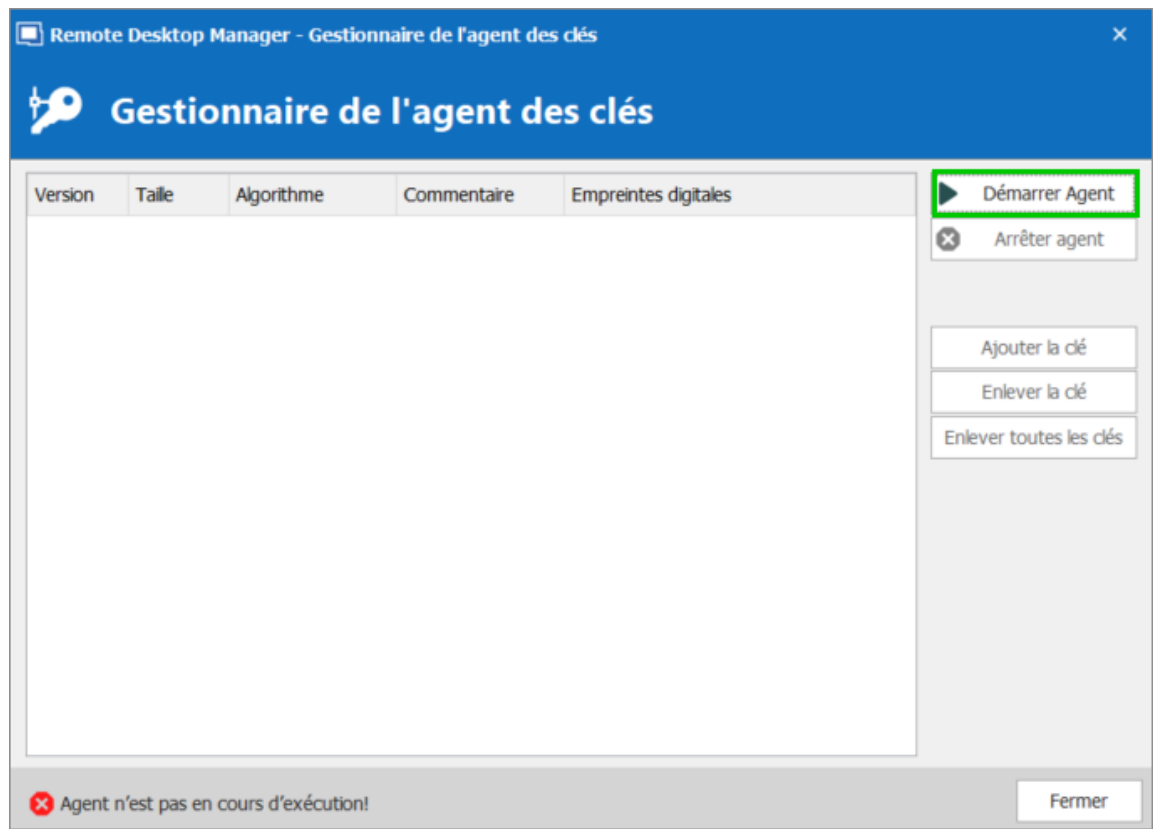 Remote Desktop Manager - Gestionnaire de l'agent des clés
Gestionnaire de l'agent des clés
Version Taille Algorithme Commentaire Empreintes digitales
Démarrer Agent
Arrêter agent
Ajouter la clé
Enlever la clé
Enlever toutes les clés
Agent n’est pas en cours d’exécution!
Fermer